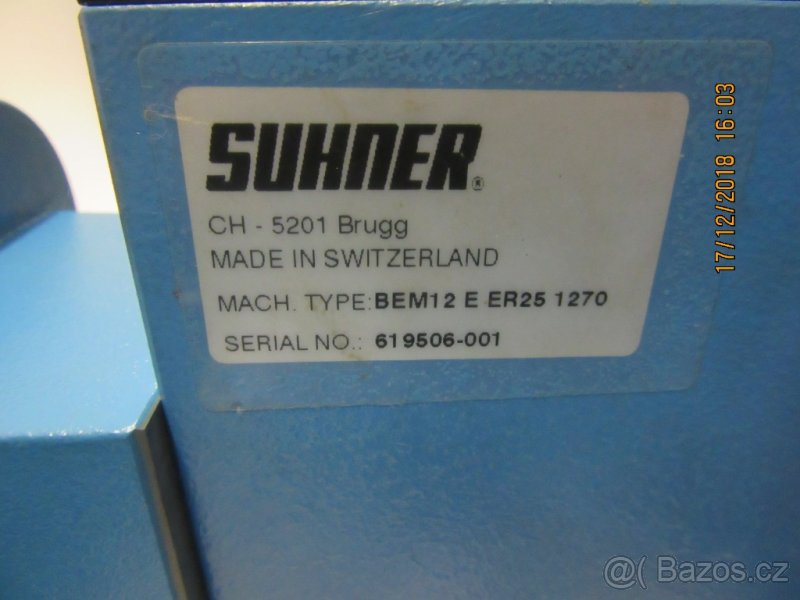 SUHNER®
CH - 5201 Brugg
MADE IN SWITZERLAND
MACH. TYPE: BEM12 E ER25 1270
SERIAL NO.: 619506-001
17/12/2018 16:03
@( Bazos.cz